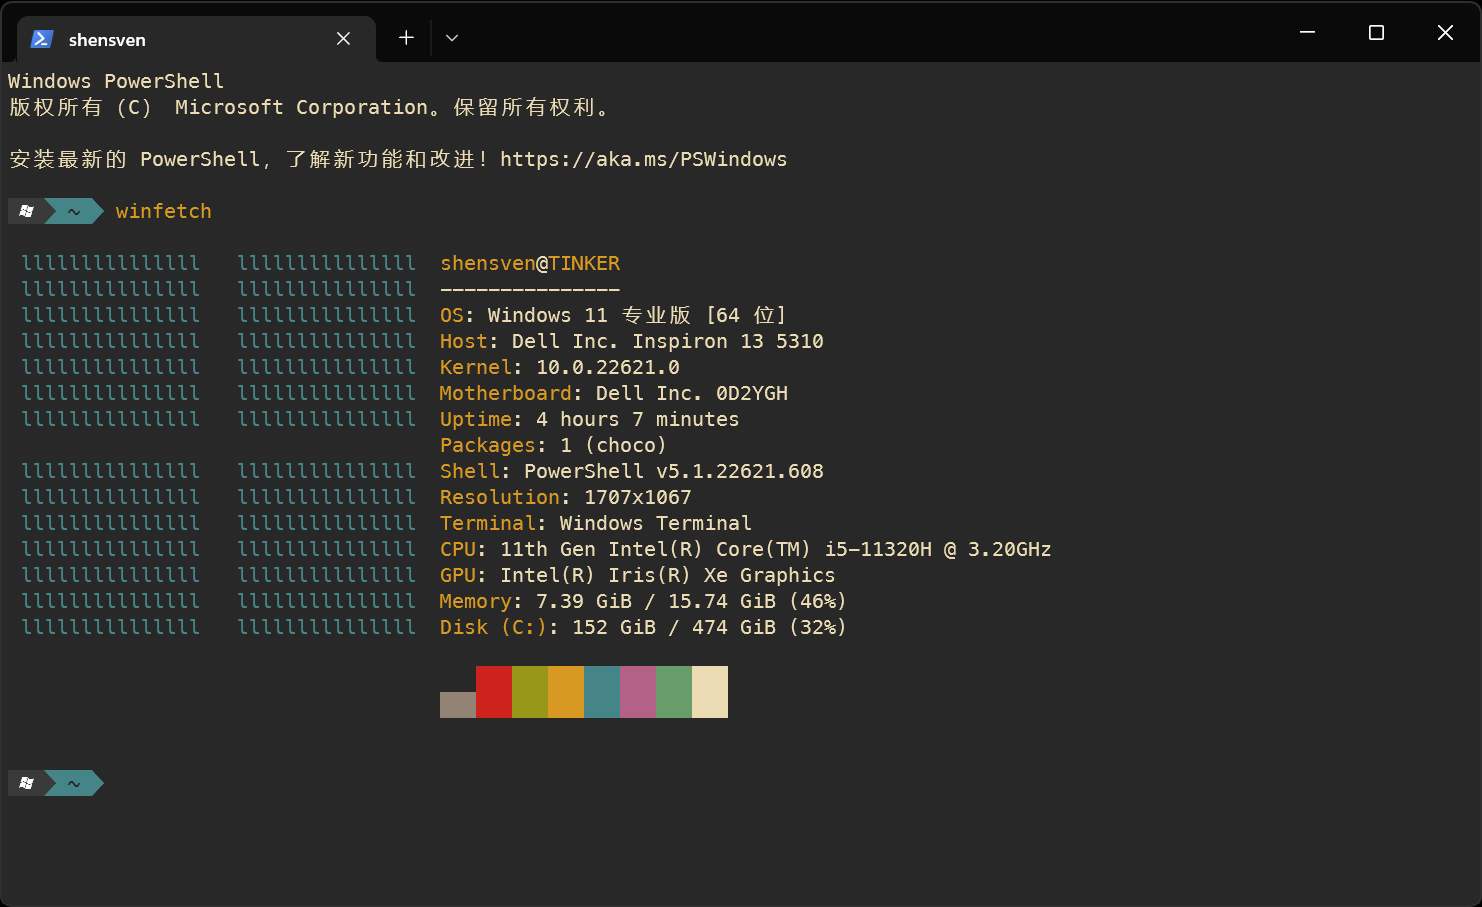 shensven
Windows PowerShell
版权所有 (C) Microsoft Corporation。保留所有权利。
安装最新的 PowerShell，了解新功能和改进！https://aka.ms/PSWindows
~ winfetch
lllllllllllllll   lllllllllllllll  shensven@TINKER
lllllllllllllll   lllllllllllllll  ---------------
lllllllllllllll   lllllllllllllll  OS: Windows 11 专业版 [64 位]
lllllllllllllll   lllllllllllllll  Host: Dell Inc. Inspiron 13 5310
lllllllllllllll   lllllllllllllll  Kernel: 10.0.22621.0
lllllllllllllll   lllllllllllllll  Motherboard: Dell Inc. 0D2YGH
lllllllllllllll   lllllllllllllll  Uptime: 4 hours 7 minutes
Packages: 1 (choco)
lllllllllllllll   lllllllllllllll  Shell: PowerShell v5.1.22621.608
lllllllllllllll   lllllllllllllll  Resolution: 1707x1067
lllllllllllllll   lllllllllllllll  Terminal: Windows Terminal
lllllllllllllll   lllllllllllllll  CPU: 11th Gen Intel(R) Core(TM) i5-11320H @ 3.20GHz
lllllllllllllll   lllllllllllllll  GPU: Intel(R) Iris(R) Xe Graphics
lllllllllllllll   lllllllllllllll  Memory: 7.39 GiB / 15.74 GiB (46%)
lllllllllllllll   lllllllllllllll  Disk (C:): 152 GiB / 474 GiB (32%)
~